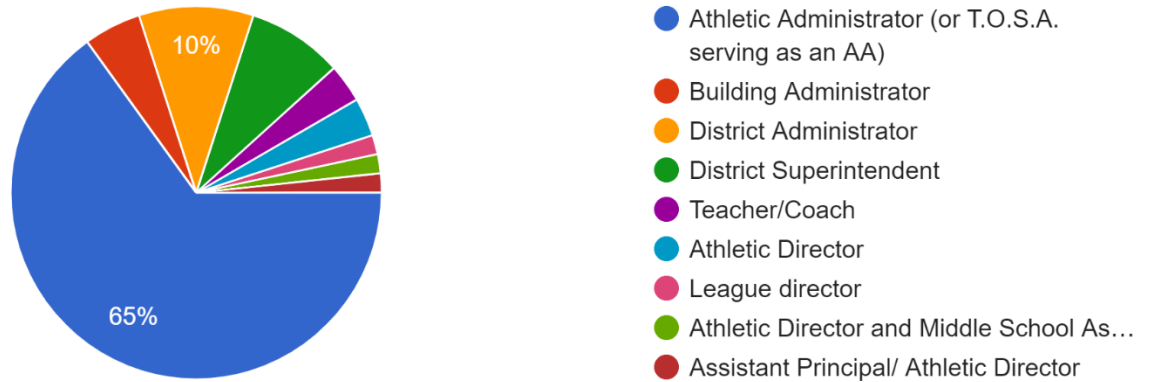 10%
65%
Athletic Administrator (or T.O.S.A.
serving as an AA)
Building Administrator
District Administrator
District Superintendent
Teacher/Coach
Athletic Director
League director
Athletic Director and Middle School As…
Assistant Principal/ Athletic Director